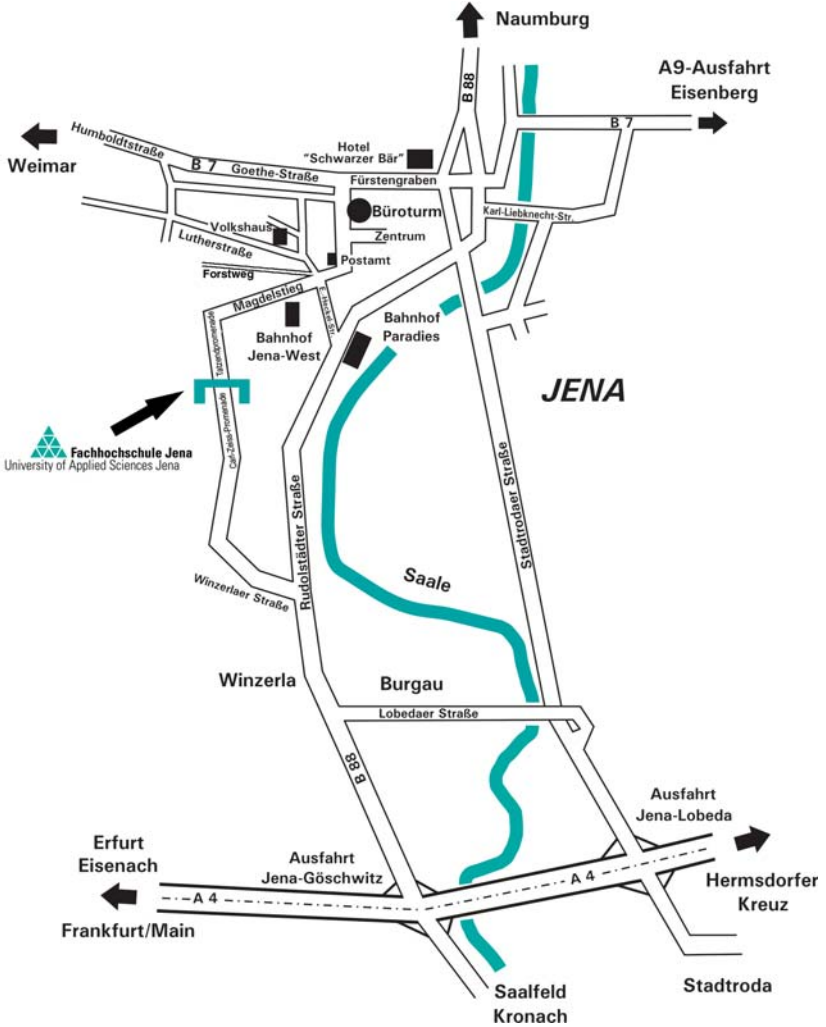 Naumburg
A9-Ausfahrt
Eisenberg
B 88
B 7
Humboldtstraße
Weimar
B 7
Goethe-Straße
Hotel
"Schwarzer Bär"
Fürstengraben
Büroturm
Karl-Liebknecht-Str.
Volkshaus
Zentrum
Lutherstraße
Postamt
Forstweg
Magdelstieg
E.-Heckel-Str.
Bahnhof
Paradies
Bahnhof
Jena-West
Tatzendpromenade
JENA
Carl-Zeiss-Promenade
Fachhochschule Jena
University of Applied Sciences Jena
Rudolstädter Straße
Stadtrodaer Straße
Saale
Winzerlaer Straße
Winzerla
Burgau
Lobedaer Straße
B 88
Ausfahrt
Jena-Lobeda
Erfurt
Eisenach
Ausfahrt
Jena-Göschwitz
A 4
A 4
Hermsdorfer
Kreuz
Frankfurt/Main
Stadtroda
Saalfeld
Kronach